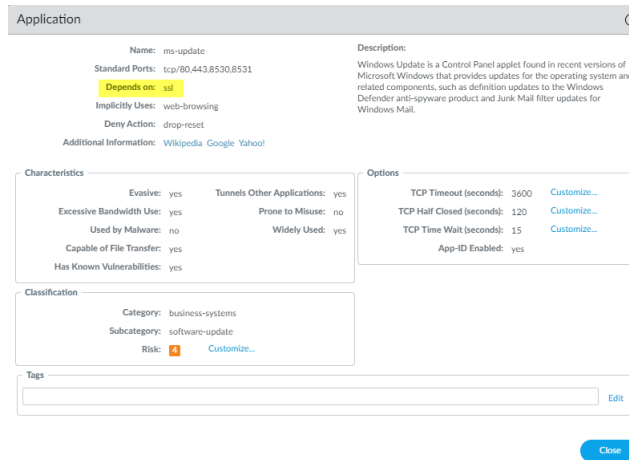 Application
Name: ms-update
Standard Ports: tcp/80,443,8530,8531
Depends on: ssl
Implicitly Uses: web-browsing
Deny Action: drop-reset
Additional Information: Wikipedia Google Yahoo!
Description:
Windows Update is a Control Panel applet found in recent versions of
Microsoft Windows that provides updates for the operating system and
related components, such as definition updates to the Windows
Defender anti-spyware product and Junk Mail filter updates for
Windows Mail.
Characteristics
Evasive: yes Tunnels Other Applications: yes
Excessive Bandwidth Use: yes Prone to Misuse: no
Used by Malware: no Widely Used: yes
Capable of File Transfer: yes
Has Known Vulnerabilities: yes
Options
TCP Timeout (seconds): 3600 Customize...
TCP Half Closed (seconds): 120 Customize...
TCP Time Wait (seconds): 15 Customize...
App-ID Enabled: yes
Classification
Category: business-systems
Subcategory: software-update
Risk: 4 Customize...
Tags
Edit
Close